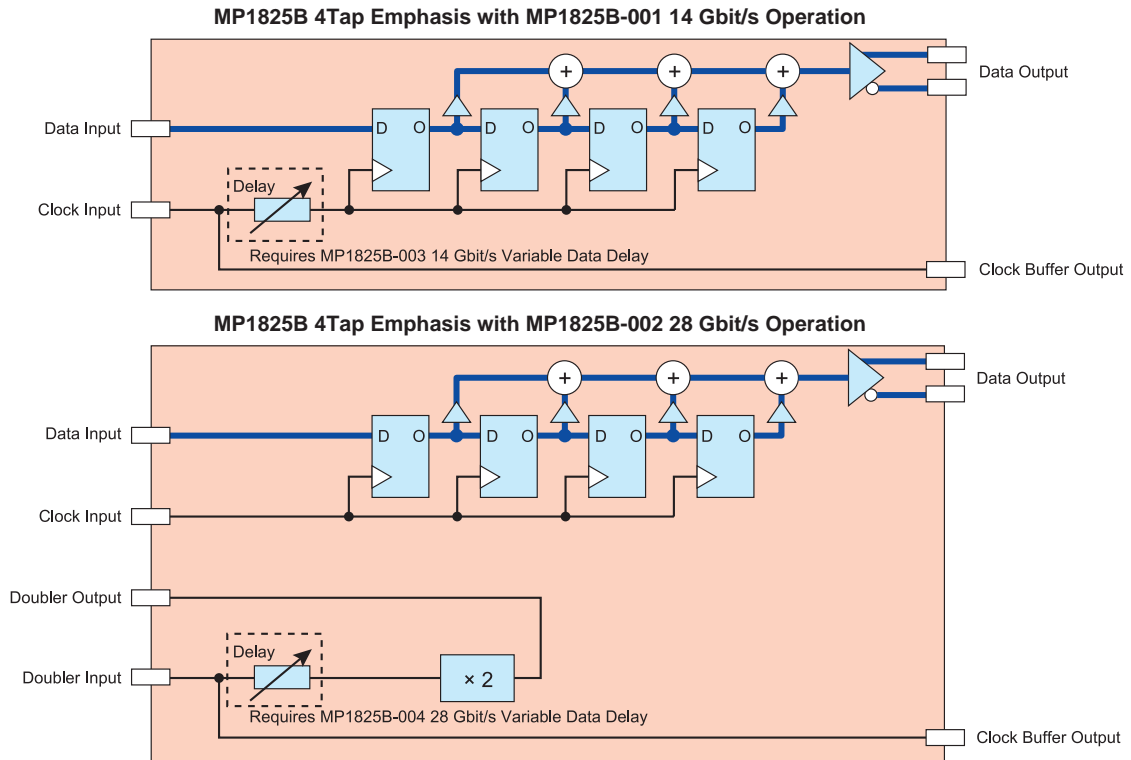 MP1825B 4Tap Emphasis with MP1825B-001 14 Gbit/s Operation
+ + +
Data Output
Data Input
D O D O D O D O
Delay
Clock Input
Requires MP1825B-003 14 Gbit/s Variable Data Delay
Clock Buffer Output
MP1825B 4Tap Emphasis with MP1825B-002 28 Gbit/s Operation
+ + +
Data Output
Data Input
D O D O D O D O
Clock Input
Doubler Output
Delay
Doubler Input
× 2
Requires MP1825B-004 28 Gbit/s Variable Data Delay
Clock Buffer Output